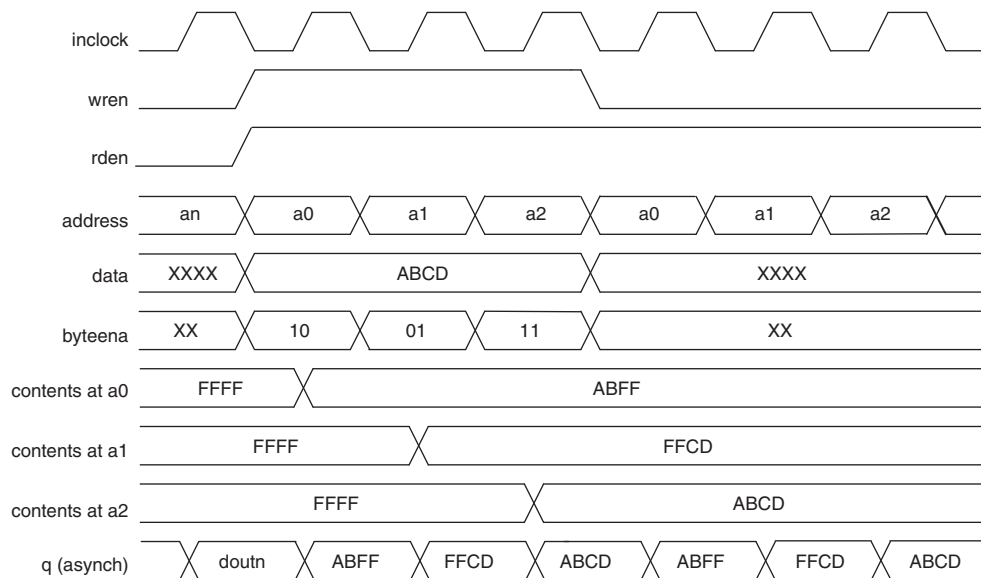 inclock
wren
rden
address an a0 a1 a2 a0 a1 a2
data XXXX ABCD XXXX
byteena XX 10 01 11 XX
contents at a0 FFFF ABFF
contents at a1 FFFF FFCD
contents at a2 FFFF ABCD
q (asynch) doutn ABFF FFCD ABCD ABFF FFCD ABCD